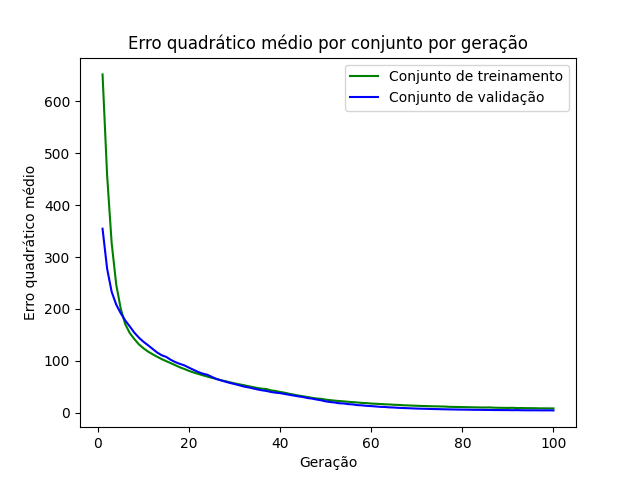 Erro quadrático médio por conjunto por geração
Conjunto de treinamento
Conjunto de validação
Erro quadrático médio
600
500
400
300
200
100
0
0 20 40 60 80 100
Geração